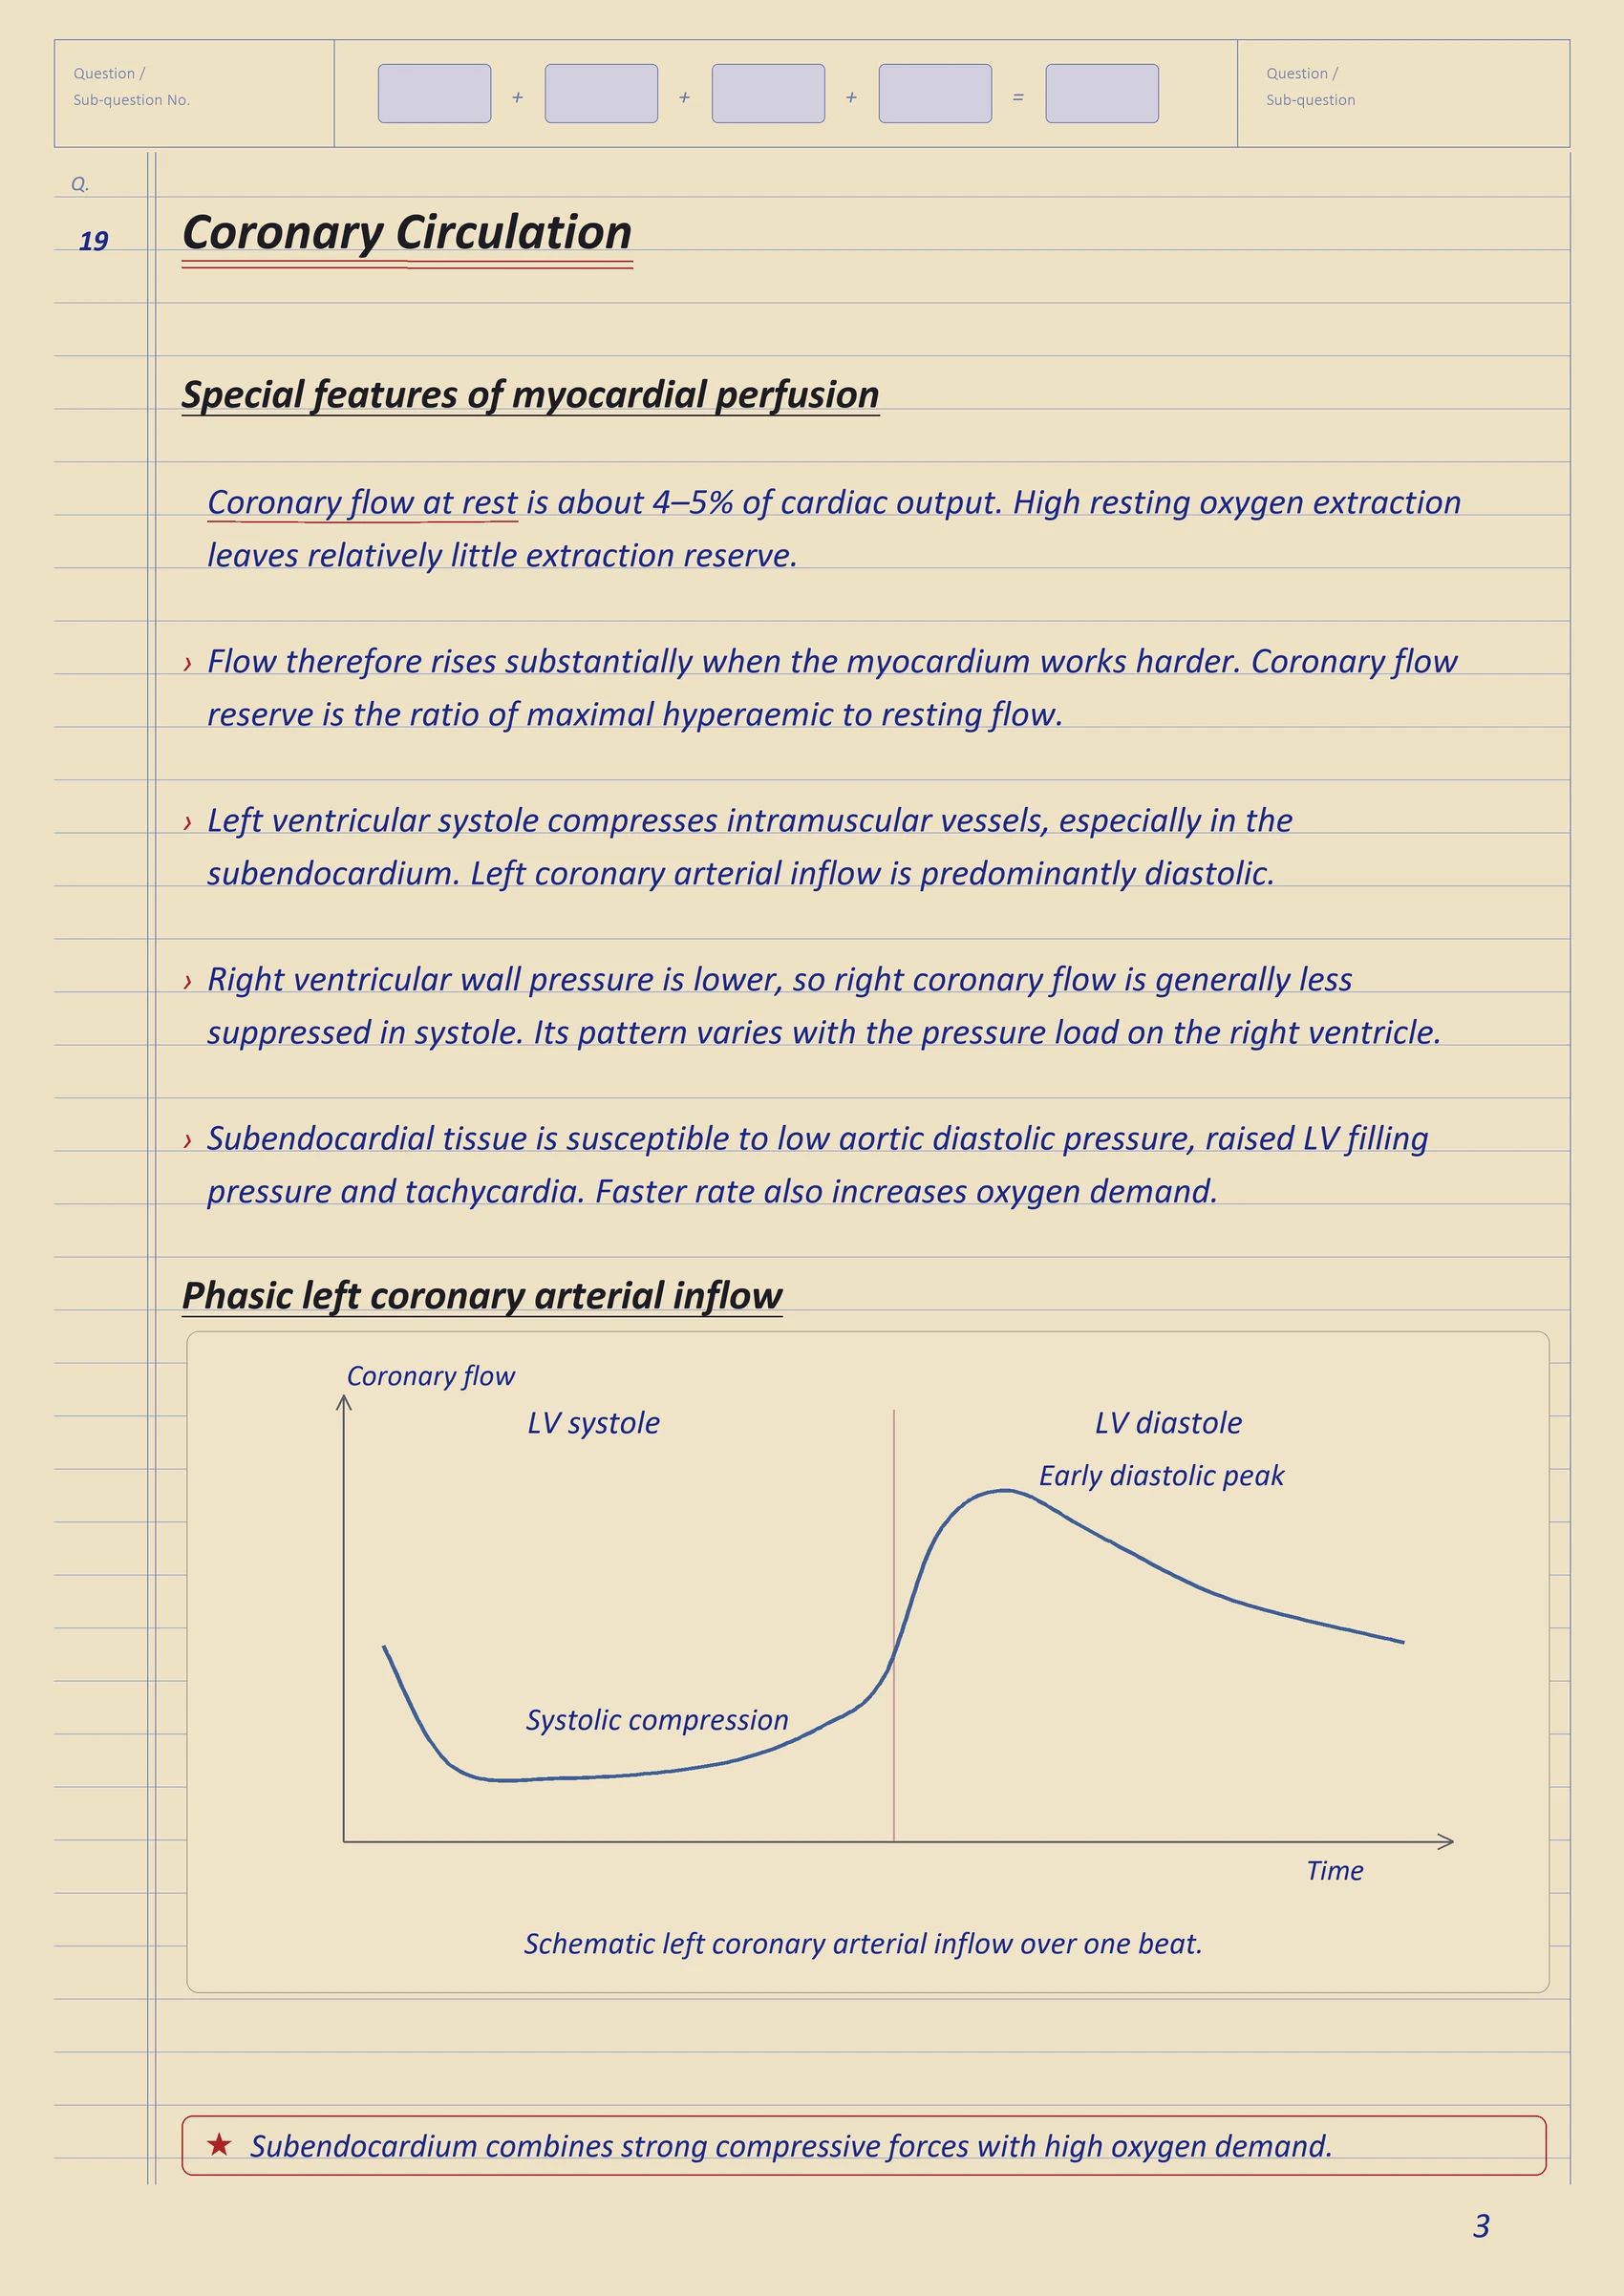 Question /
Sub-question No.
+ + + =
Question /
Sub-question
Q.
19
Coronary Circulation
Special features of myocardial perfusion
Coronary flow at rest is about 4–5% of cardiac output. High resting oxygen extraction
leaves relatively little extraction reserve.
› Flow therefore rises substantially when the myocardium works harder. Coronary flow
reserve is the ratio of maximal hyperaemic to resting flow.
› Left ventricular systole compresses intramuscular vessels, especially in the
subendocardium. Left coronary arterial inflow is predominantly diastolic.
› Right ventricular wall pressure is lower, so right coronary flow is generally less
suppressed in systole. Its pattern varies with the pressure load on the right ventricle.
› Subendocardial tissue is susceptible to low aortic diastolic pressure, raised LV filling
pressure and tachycardia. Faster rate also increases oxygen demand.
Phasic left coronary arterial inflow
Coronary flow
LV systole
LV diastole
Early diastolic peak
Systolic compression
Time
Schematic left coronary arterial inflow over one beat.
★ Subendocardium combines strong compressive forces with high oxygen demand.
3